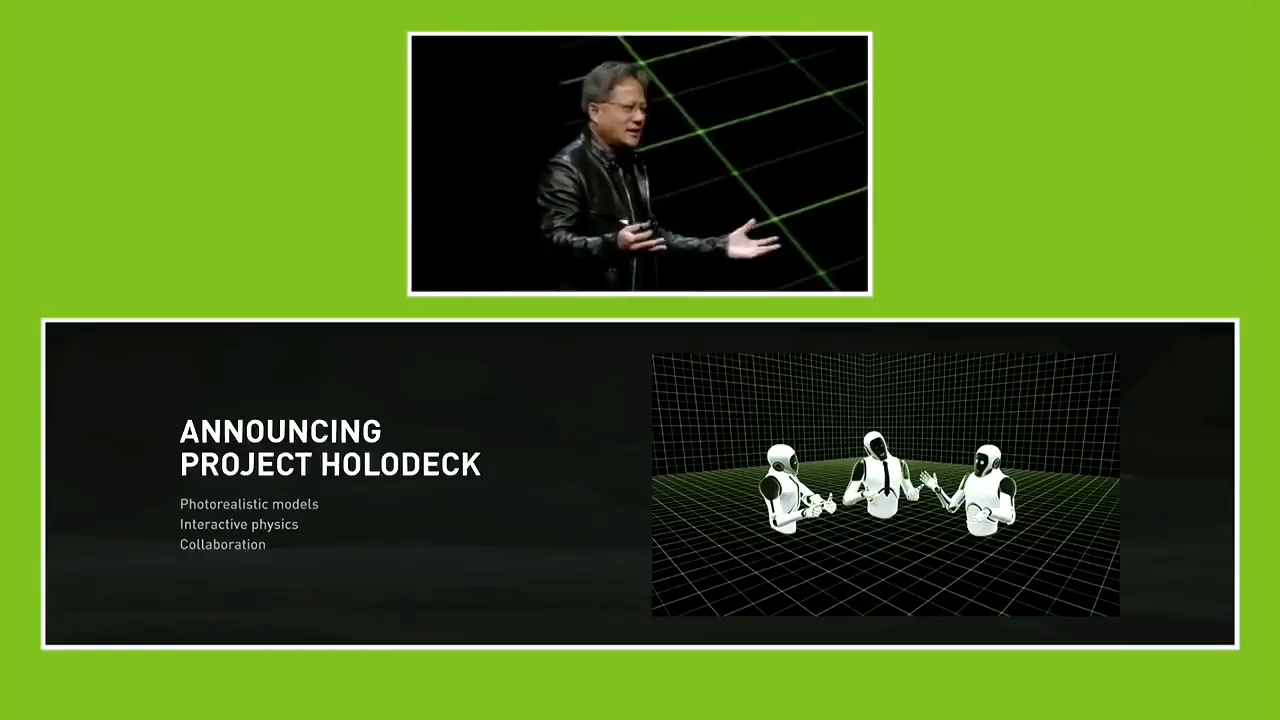 ANNOUNCING
PROJECT HOLODECK
Photorealistic models
Interactive physics
Collaboration